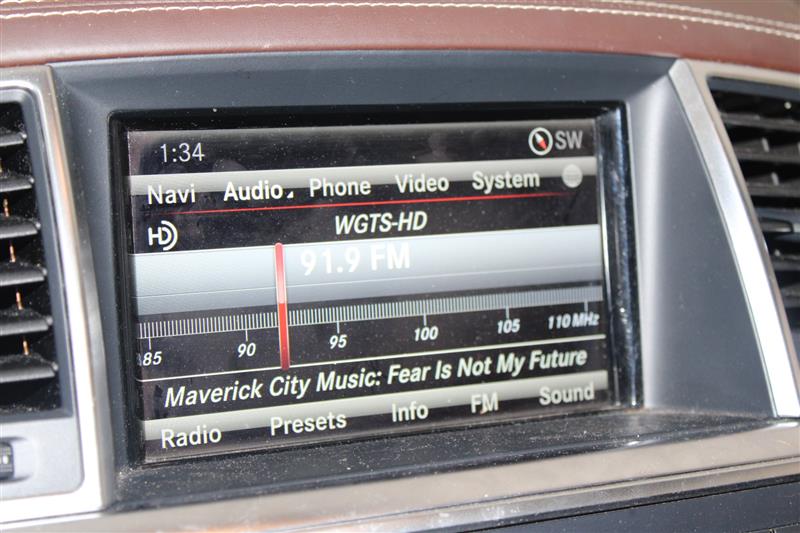 1:34 SW
Navi Audio Phone Video System
WGTS-HD
HD
91.9 FM
85 90 95 100 105 110 MHz
Maverick City Music: Fear Is Not My Future
Radio Presets Info FM Sound